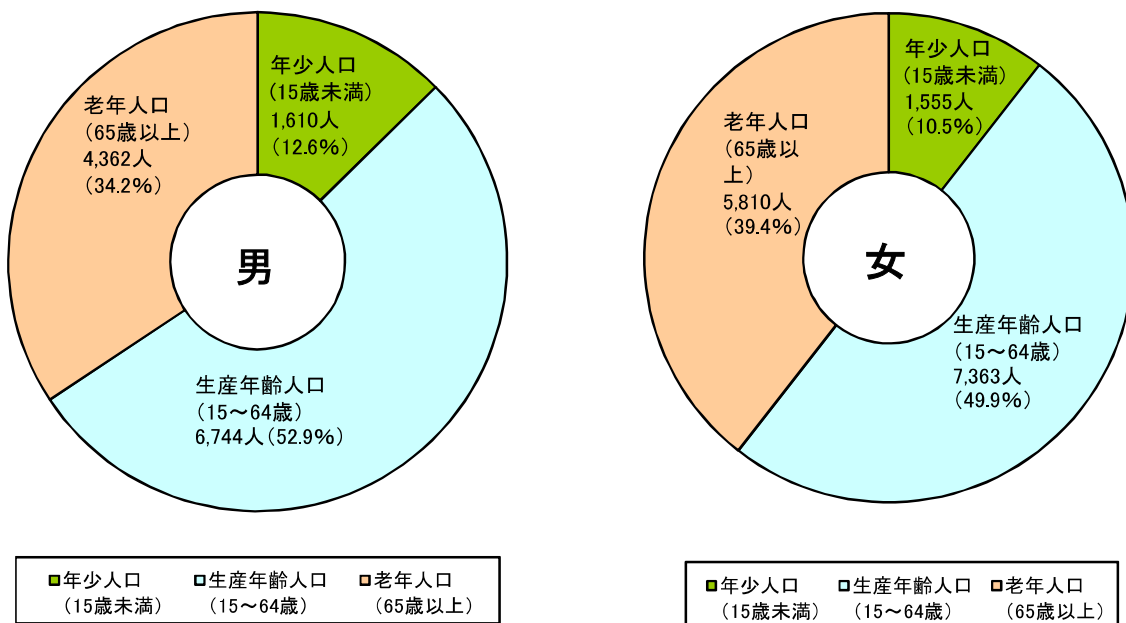 年少人口
(15歳未満)
1,610人
(12.6%)
老年人口
(65歳以上)
4,362人
(34.2%)
男
生産年齢人口
(15～64歳)
6,744人(52.9%)
■年少人口
(15歳未満)
■生産年齢人口
(15～64歳)
■老年人口
(65歳以上)
年少人口
(15歳未満)
1,555人
(10.5%)
老年人口
(65歳以
上)
5,810人
(39.4%)
女
生産年齢人口
(15～64歳)
7,363人
(49.9%)
■年少人口
(15歳未満)
■生産年齢人口
(15～64歳)
■老年人口
(65歳以上)